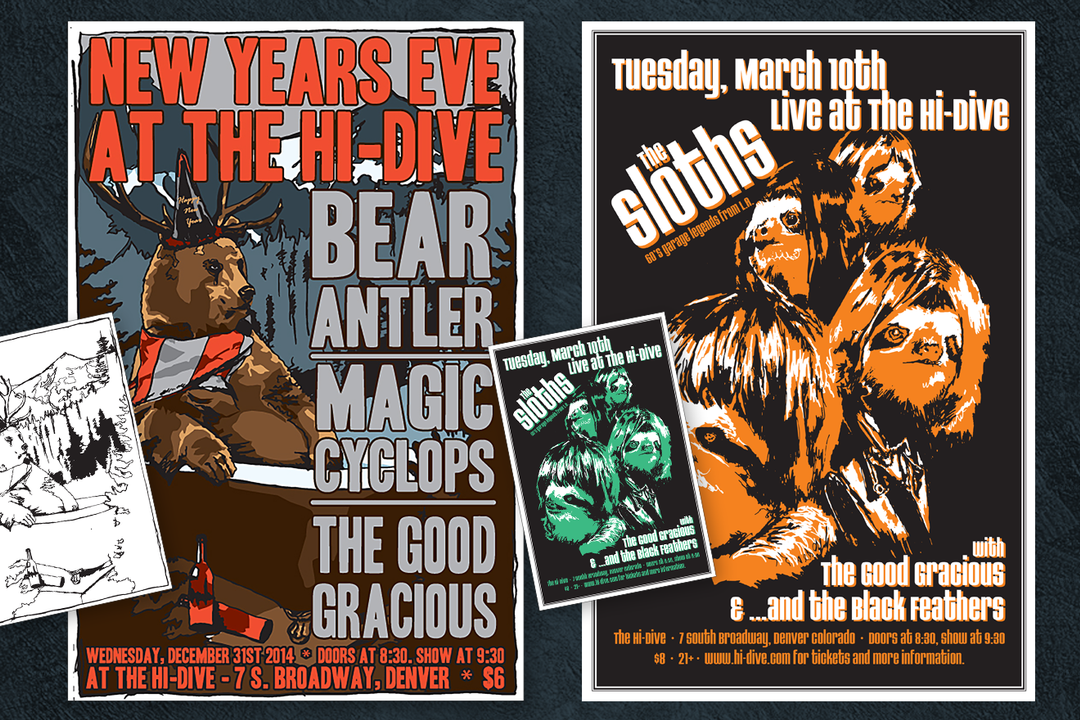 NEW YEARS EVE
AT THE HI-DIVE
Happy
New
Year
BEAR
ANTLER
MAGIC
CYCLOPS
THE GOOD
GRACIOUS
WEDNESDAY, DECEMBER 31ST 2014 * DOORS AT 8:30. SHOW AT 9:30
AT THE HI-DIVE - 7 S. BROADWAY, DENVER * $6
Tuesday, March 10th
Live at The Hi-Dive
The
Sloths
with
The Good Gracious
& ...and the Black Feathers
Tuesday, March 10th
Live at The Hi-Dive
The
Sloths
60's garage legends from L.A.
with
The Good Gracious
& ...and the Black Feathers
The Hi-Dive · 7 South Broadway, Denver Colorado · Doors at 8:30, show at 9:30
$8 · 21+ · www.hi-dive.com for tickets and more information.